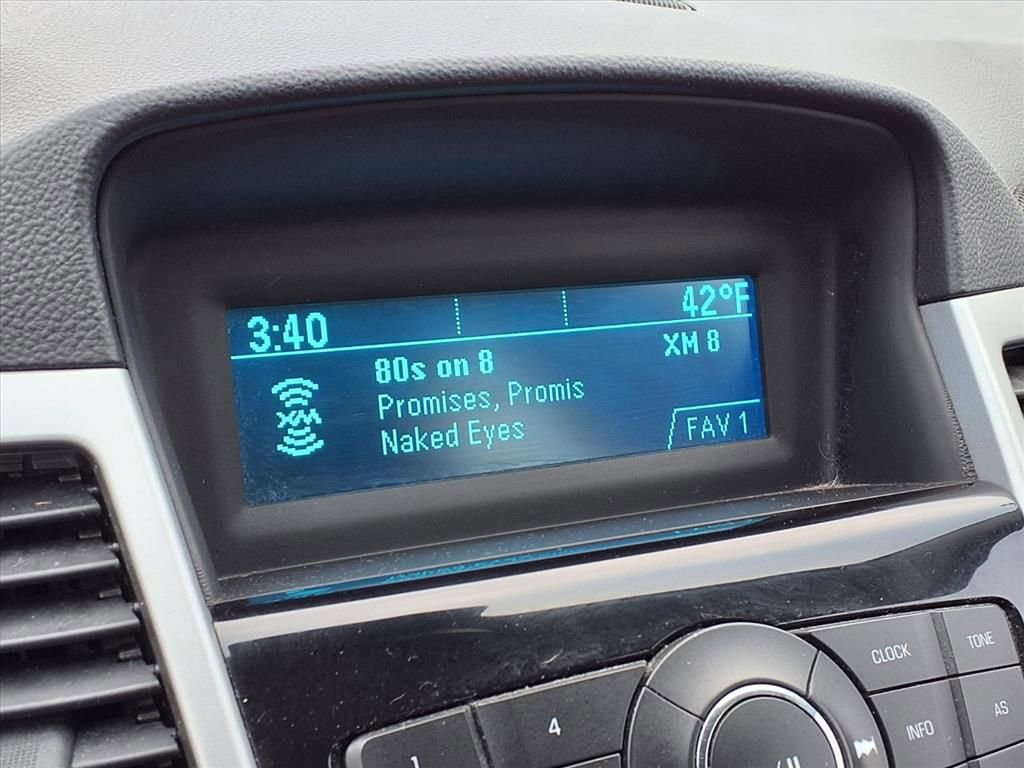 3:40 42°F
80s on 8 XM 8
XM
Promises, Promis
Naked Eyes
FAV 1
CLOCK TONE
4 INFO AS
1